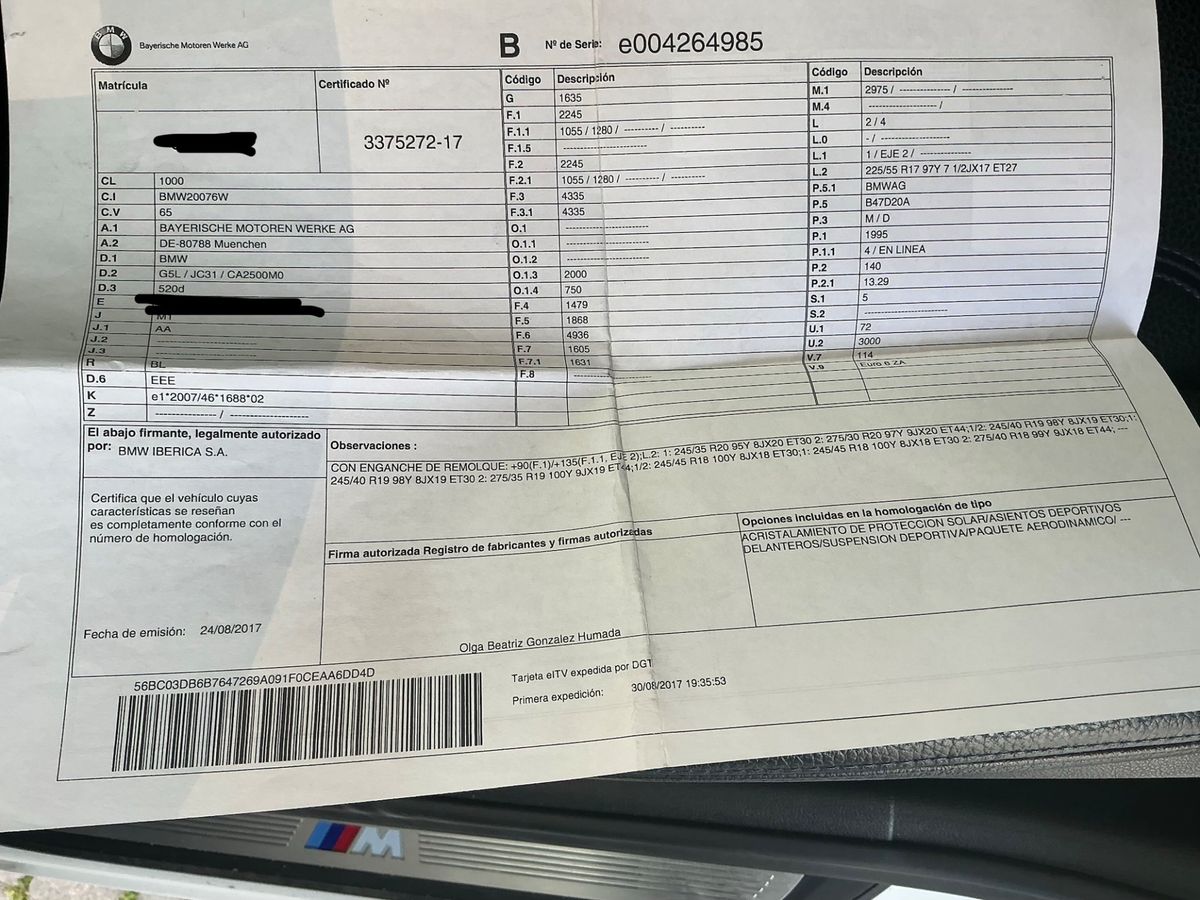 BMW
Bayerische Motoren Werke AG
B Nº de Serie: e004264985
Matrícula
Certificado Nº
3375272-17
CL 1000
C.I BMW20076W
C.V 65
A.1 BAYERISCHE MOTOREN WERKE AG
A.2 DE-80788 Muenchen
D.1 BMW
D.2 G5L / JC31 / CA2500M0
D.3 520d
E
J M1
J.1 AA
J.2 --------------------
J.3 --------------------
R BL
D.6 EEE
K e1*2007/46*1688*02
Z --------------- / --------------------
Código Descripción
G 1635
F.1 2245
F.1.1 1055 / 1280 / ---------- / ----------
F.1.5 --------------------
F.2 2245
F.2.1 1055 / 1280 / ---------- / ----------
F.3 4335
F.3.1 4335
O.1 --------------------
O.1.1 --------------------
O.1.2 --------------------
O.1.3 2000
O.1.4 750
F.4 1479
F.5 1868
F.6 4936
F.7 1605
F.7.1 1631
F.8 --------------------
Código Descripción
M.1 2975 / --------------- / ---------------
M.4 -------------------- /
L 2 / 4
L.0 - / --------------------
L.1 1 / EJE 2 / ---------------
L.2 225/55 R17 97Y 7 1/2JX17 ET27
P.5.1 BMWAG
P.5 B47D20A
P.3 M / D
P.1 1995
P.1.1 4 / EN LINEA
P.2 140
P.2.1 13.29
S.1 5
S.2 --------------------
U.1 72
U.2 3000
V.7 114
V.9 Euro 6 ZA
El abajo firmante, legalmente autorizado
por: BMW IBERICA S.A.
Certifica que el vehículo cuyas
características se reseñan
es completamente conforme con el
número de homologación.
Fecha de emisión: 24/08/2017
Observaciones :
CON ENGANCHE DE REMOLQUE: +90(F.1)/+135(F.1.1, EJE 2);L.2: 1: 245/35 R20 95Y 8JX20 ET30 2: 275/30 R20 97Y 9JX20 ET44;1/2: 245/40 R19 98Y 8JX19 ET30;1:
245/40 R19 98Y 8JX19 ET30 2: 275/35 R19 100Y 9JX19 ET44;1/2: 245/45 R18 100Y 8JX18 ET30;1: 245/45 R18 100Y 8JX18 ET30 2: 275/40 R18 99Y 9JX18 ET44; ---
Firma autorizada Registro de fabricantes y firmas autorizadas
Olga Beatriz Gonzalez Humada
Opciones incluidas en la homologación de tipo
ACRISTALAMIENTO DE PROTECCION SOLAR/ASIENTOS DEPORTIVOS
DELANTEROS/SUSPENSION DEPORTIVA/PAQUETE AERODINAMICO/ ---
56BC03DB6B7647269A091F0CEAA6DD4D
Tarjeta eITV expedida por DGT
Primera expedición: 30/08/2017 19:35:53
M